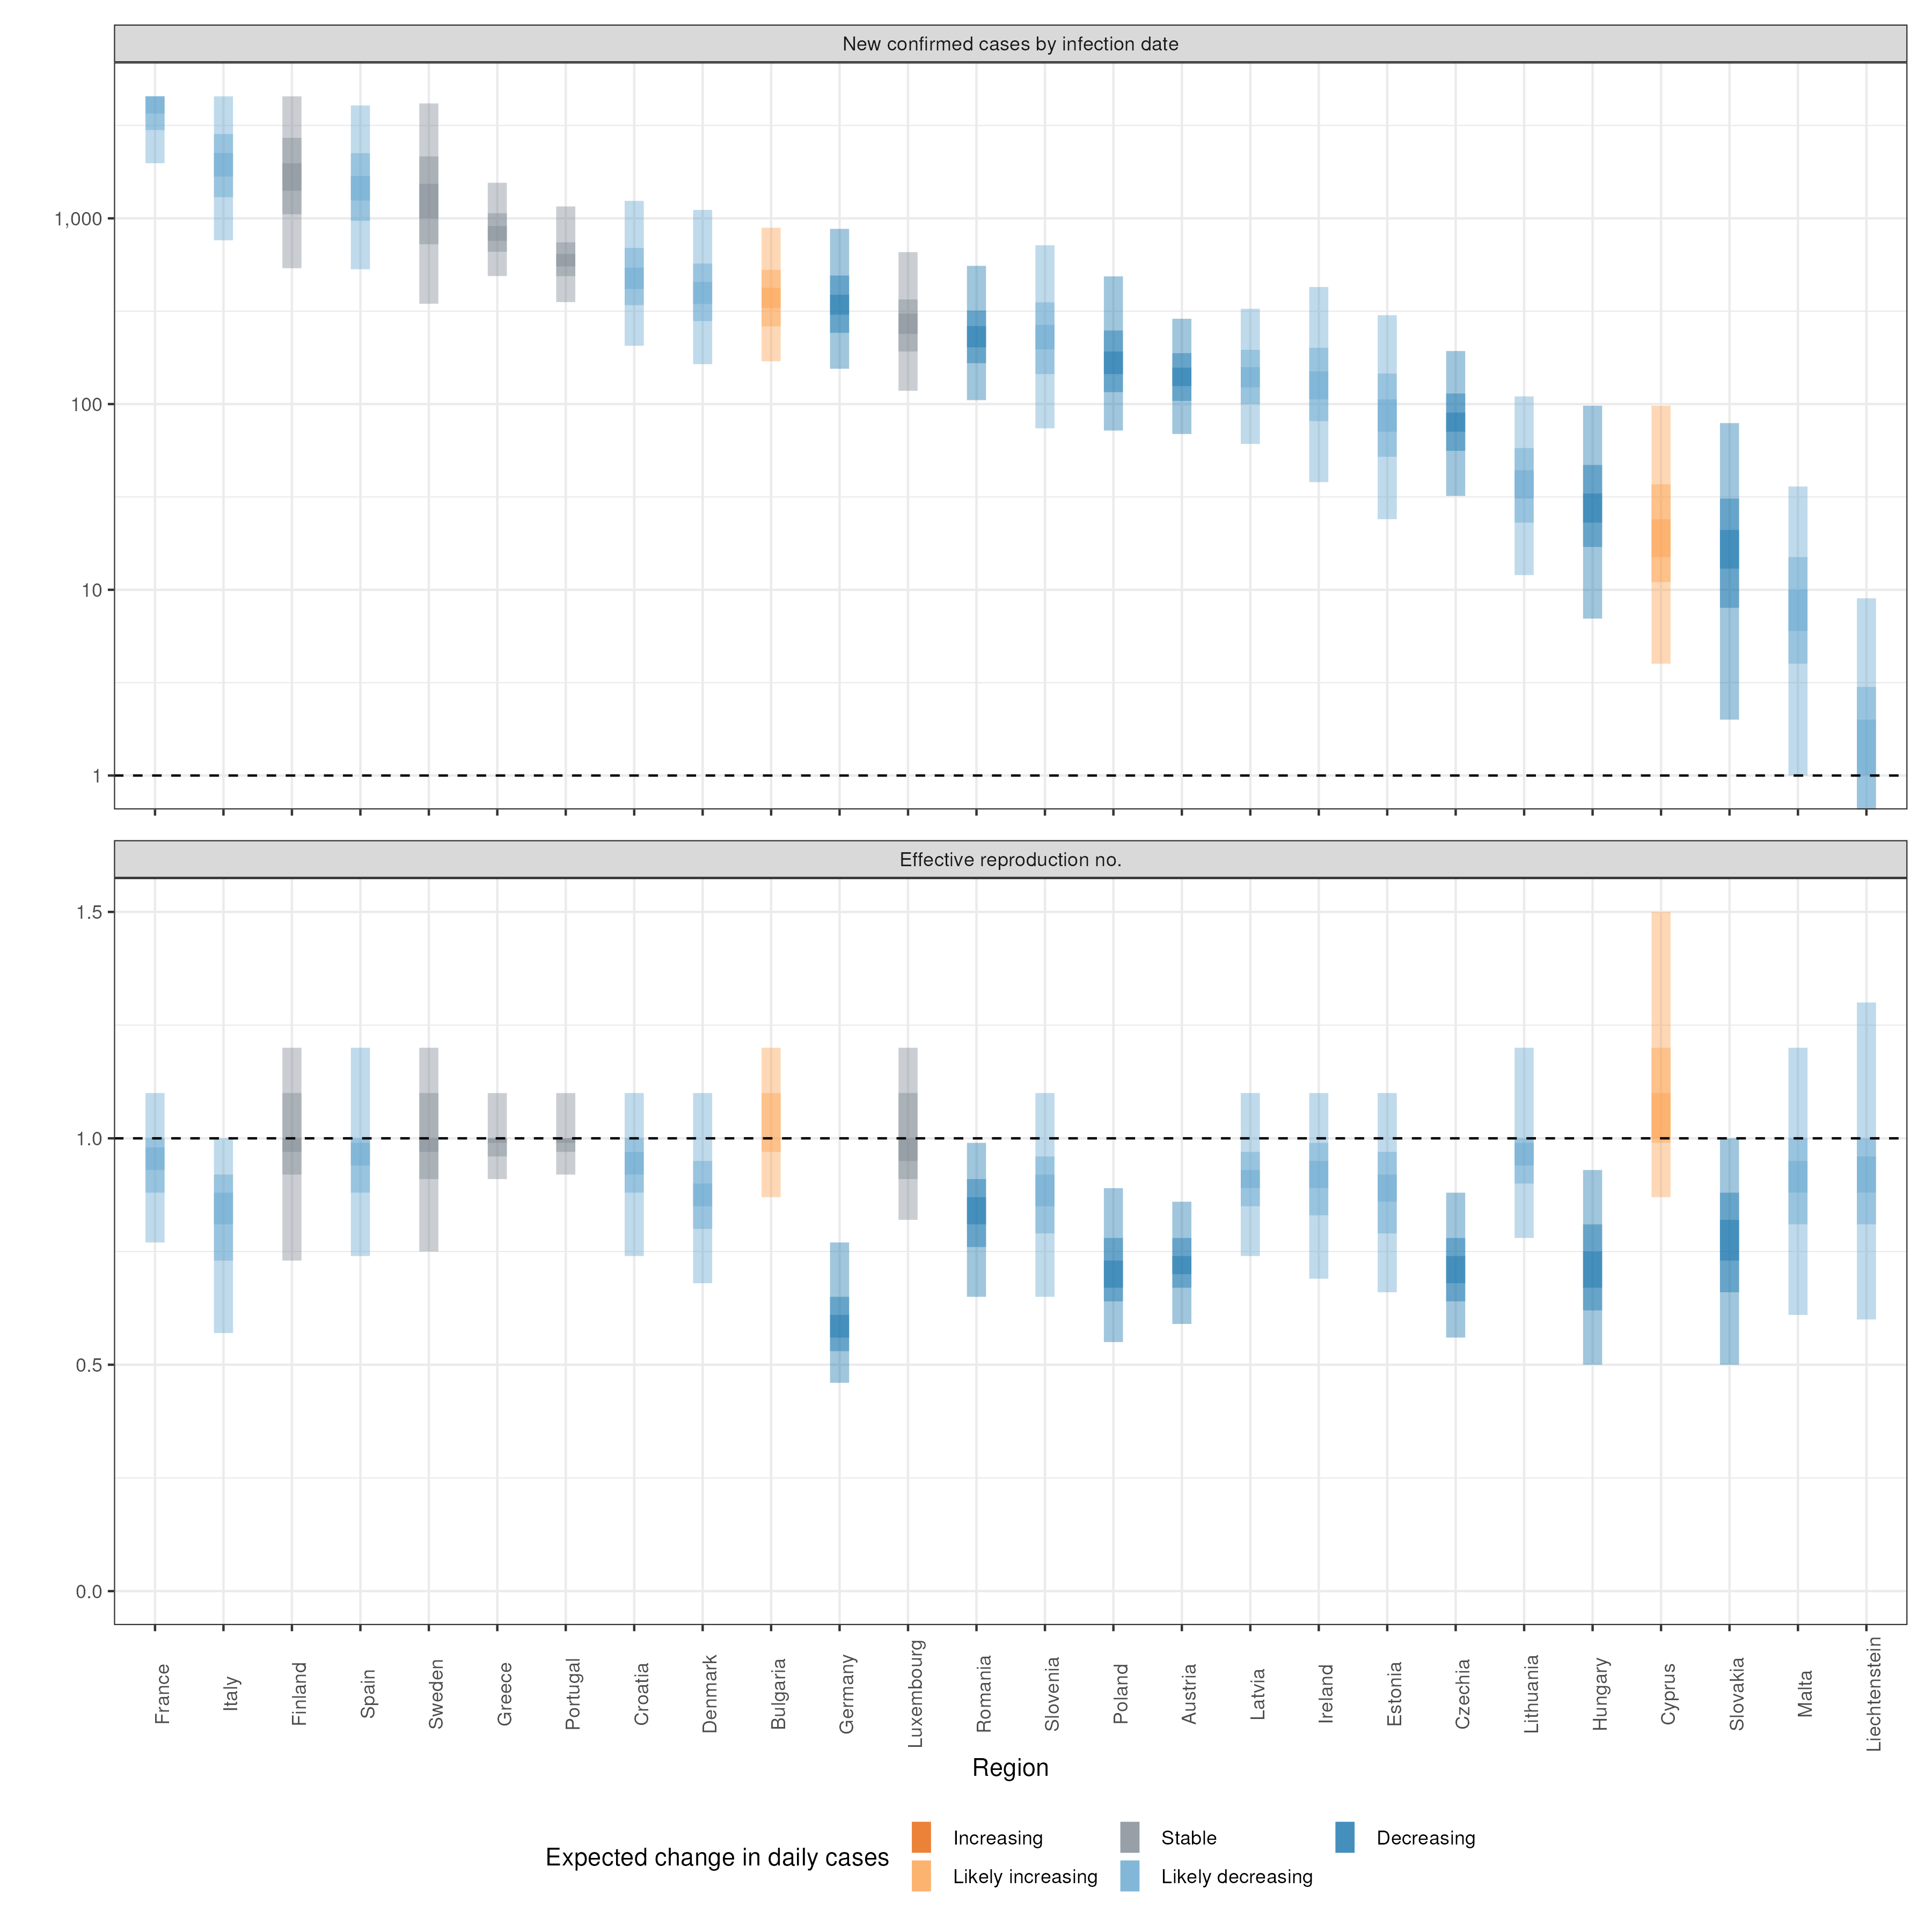 New confirmed cases by infection date
1,000
100
10
1
Effective reproduction no.
1.5
1.0
0.5
0.0
France
Italy
Finland
Spain
Sweden
Greece
Portugal
Croatia
Denmark
Bulgaria
Germany
Luxembourg
Romania
Slovenia
Poland
Austria
Latvia
Ireland
Estonia
Czechia
Lithuania
Hungary
Cyprus
Slovakia
Malta
Liechtenstein
Region
Expected change in daily cases
Increasing
Stable
Decreasing
Likely increasing
Likely decreasing